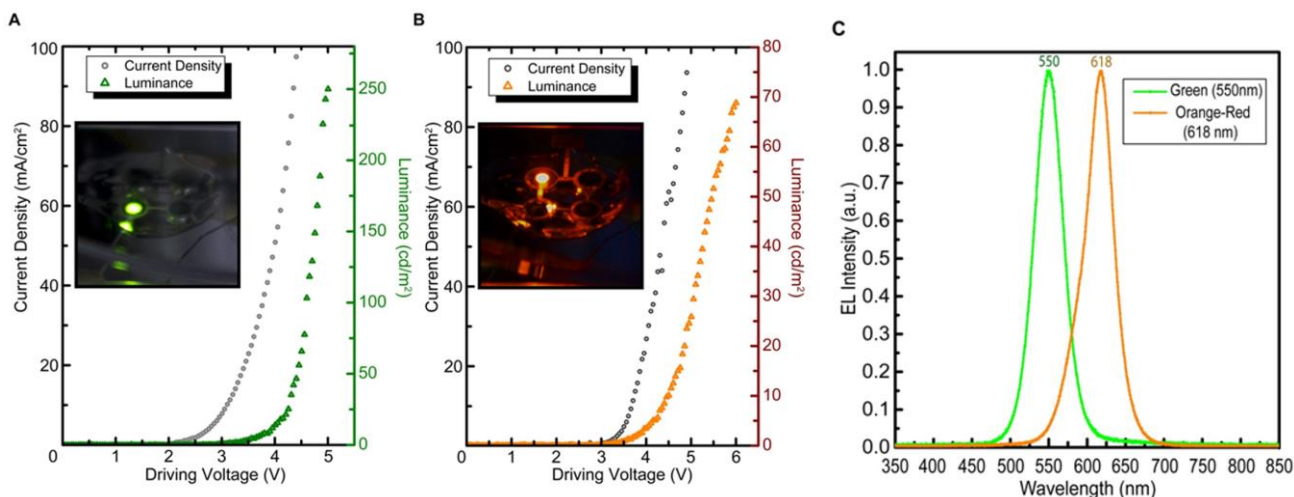 A
100
80
60
40
20
0
1
2
3
4
5
Current Density (mA/cm²)
Driving Voltage (V)
Current Density
Luminance
250
200
150
250
100
50
0
Luminance (cd/m²)
B
100
80
60
40
20
0
1
2
3
4
5
6
Current Density (mA/cm²)
Driving Voltage (V)
Current Density
Luminance
80
70
60
50
40
30
20
10
0
Luminance (cd/m²)
C
550
618
Green (550nm)
Orange-Red
(618 nm)
1.0
0.9
0.8
0.7
0.6
0.5
0.4
0.3
0.2
0.1
0.0
EL Intensity (a.u.)
350 400 450 500 550 600 650 700 750 800 850
Wavelength (nm)